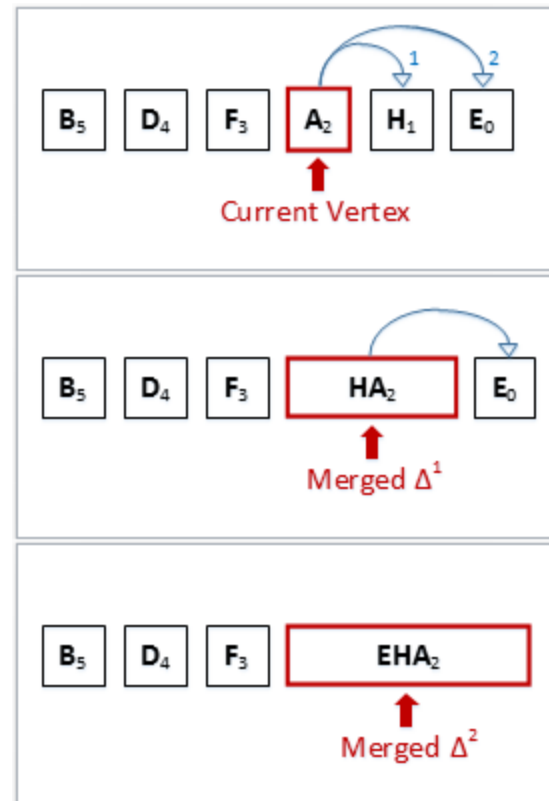 1 2
B₅ D₄ F₃ A₂ H₁ E₀
Current Vertex
B₅ D₄ F₃ HA₂ E₀
Merged Δ¹
B₅ D₄ F₃ EHA₂
Merged Δ²